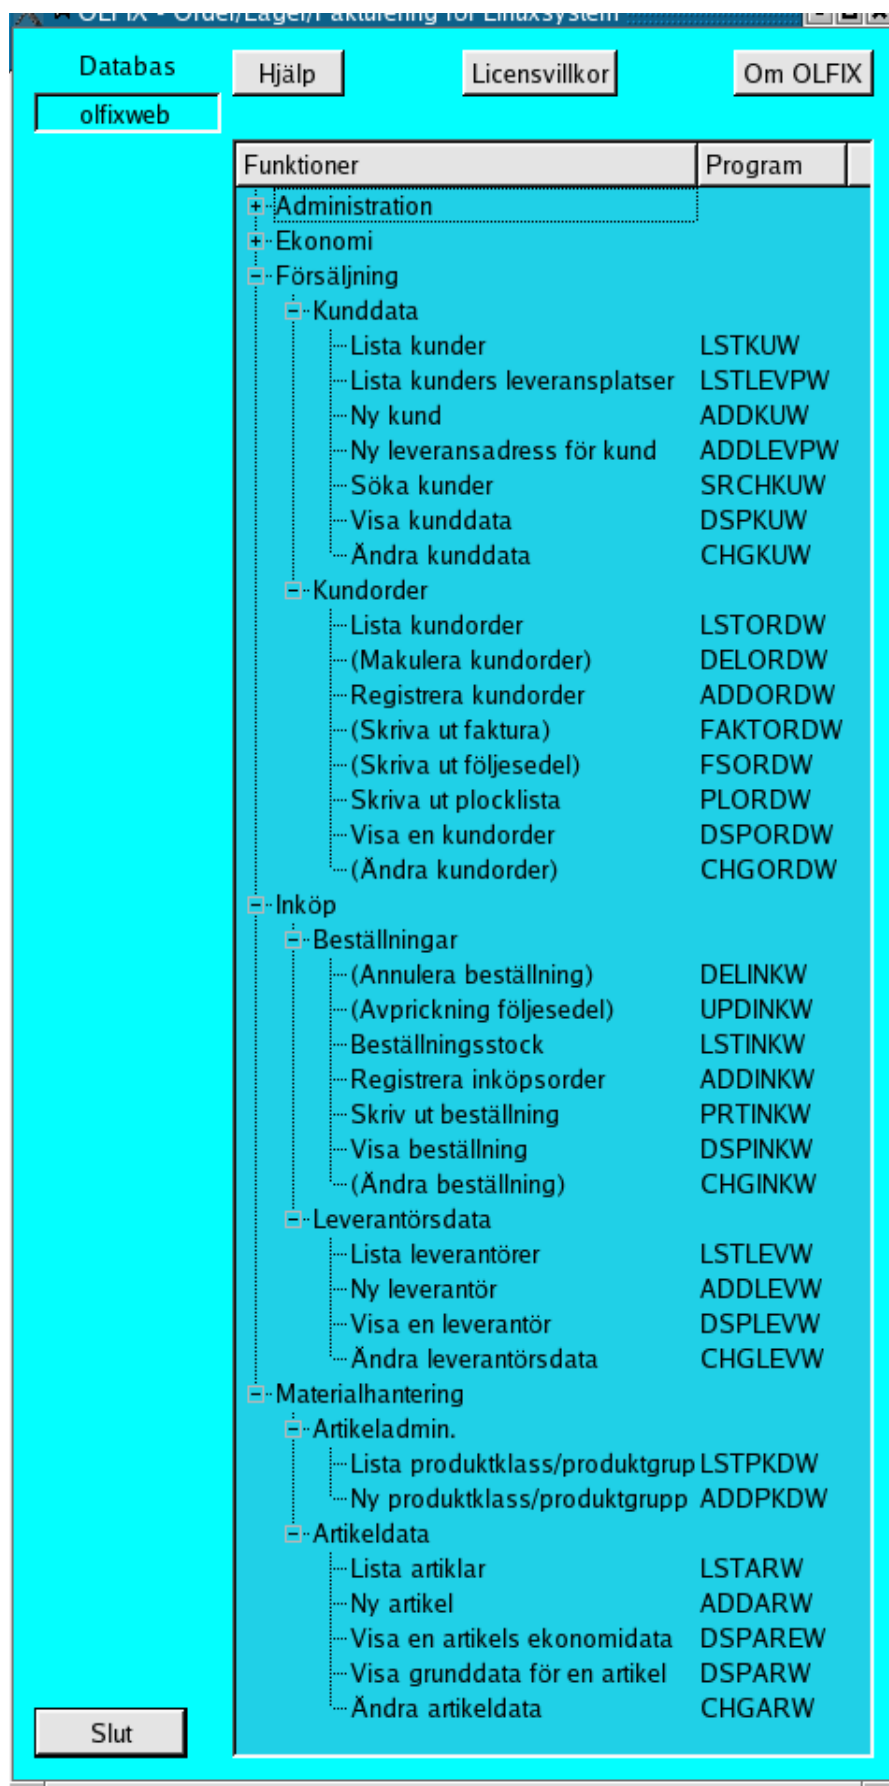 OLFIX - Order/Lager/Fakturering för Linuxsystem
Databas
olfixweb
Hjälp
Licensvillkor
Om OLFIX
Funktioner Program
Administration
Ekonomi
Försäljning
Kunddata
Lista kunder LSTKUW
Lista kunders leveransplatser LSTLEVPW
Ny kund ADDKUW
Ny leveransadress för kund ADDLEVPW
Söka kunder SRCHKUW
Visa kunddata DSPKUW
Ändra kunddata CHGKUW
Kundorder
Lista kundorder LSTORDW
(Makulera kundorder) DELORDW
Registrera kundorder ADDORDW
(Skriva ut faktura) FAKTORDW
(Skriva ut följesedel) FSORDW
Skriva ut plocklista PLORDW
Visa en kundorder DSPORDW
(Ändra kundorder) CHGORDW
Inköp
Beställningar
(Annulera beställning) DELINKW
(Avprickning följesedel) UPDINKW
Beställningsstock LSTINKW
Registrera inköpsorder ADDINKW
Skriv ut beställning PRTINKW
Visa beställning DSPINKW
(Ändra beställning) CHGINKW
Leverantörsdata
Lista leverantörer LSTLEVW
Ny leverantör ADDLEVW
Visa en leverantör DSPLEVW
Ändra leverantörsdata CHGLEVW
Materialhantering
Artikeladmin.
Lista produktklass/produktgrup LSTPKDW
Ny produktklass/produktgrupp ADDPKDW
Artikeldata
Lista artiklar LSTARW
Ny artikel ADDARW
Visa en artikels ekonomidata DSPAREW
Visa grunddata för en artikel DSPARW
Ändra artikeldata CHGARW
Slut